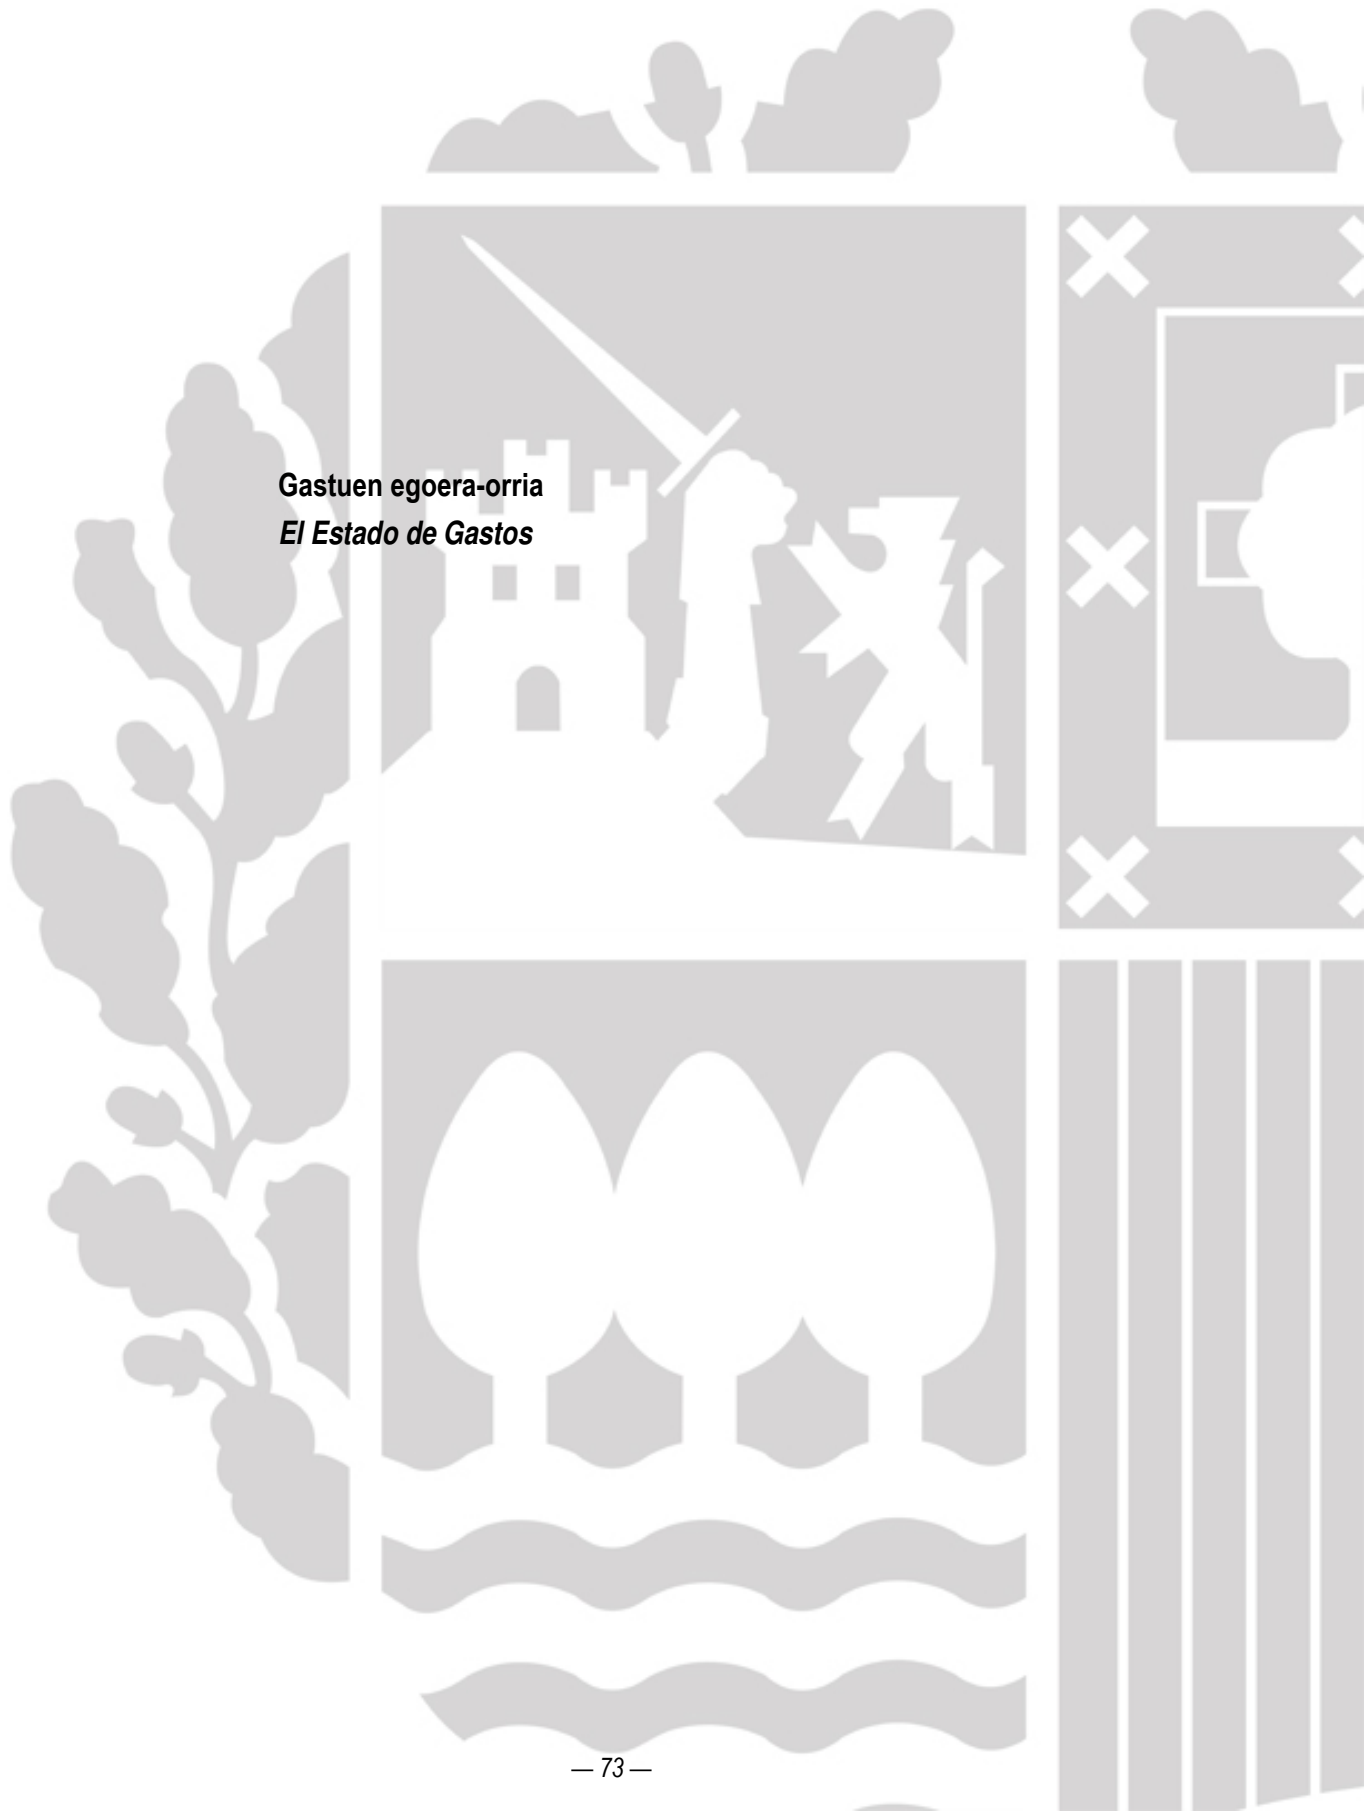 Gastuen egoera-orria
El Estado de Gastos
— 73 —